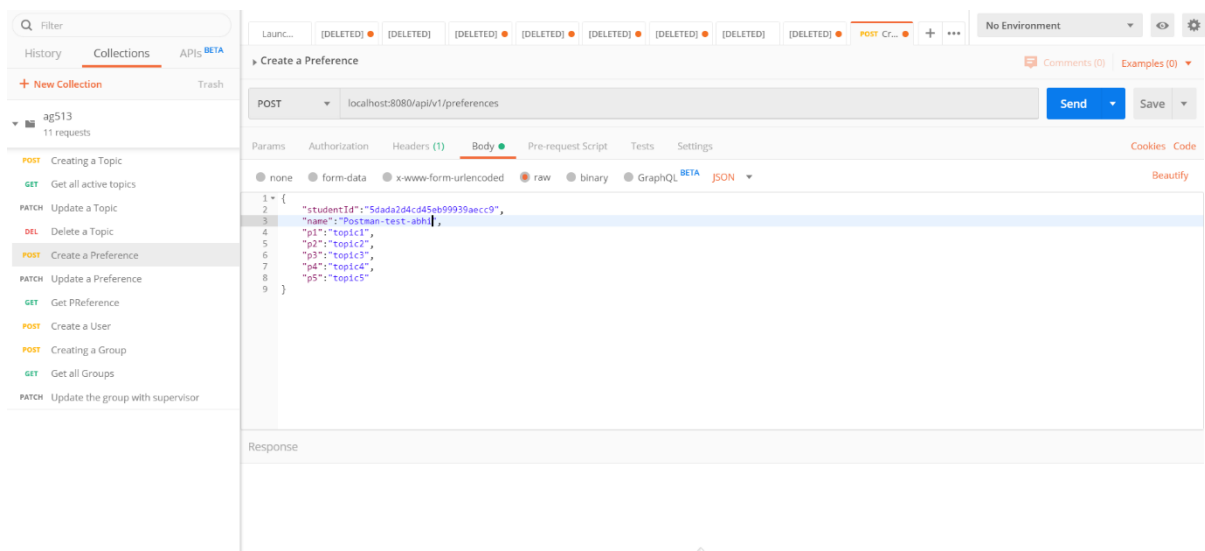 Filter
History Collections APIs BETA
+ New Collection Trash
ag513
11 requests
POST Creating a Topic
GET Get all active topics
PATCH Update a Topic
DEL Delete a Topic
POST Create a Preference
PATCH Update a Preference
GET Get PReference
POST Create a User
POST Creating a Group
GET Get all Groups
PATCH Update the group with supervisor
Launc... [DELETED] [DELETED] [DELETED] [DELETED] [DELETED] [DELETED] [DELETED] [DELETED] POST Cr... + ...
No Environment
Create a Preference
Comments (0) Examples (0)
POST localhost:8080/api/v1/preferences
Send Save
Params Authorization Headers (1) Body Pre-request Script Tests Settings
Cookies Code
none form-data x-www-form-urlencoded raw binary GraphQL BETA JSON
Beautify
1 {
2 "studentId":"5dada2d4cd45eb99939aecc9",
3 "name":"Postman-test-abhi",
4 "p1":"topic1",
5 "p2":"topic2",
6 "p3":"topic3",
7 "p4":"topic4",
8 "p5":"topic5"
9 }
Response